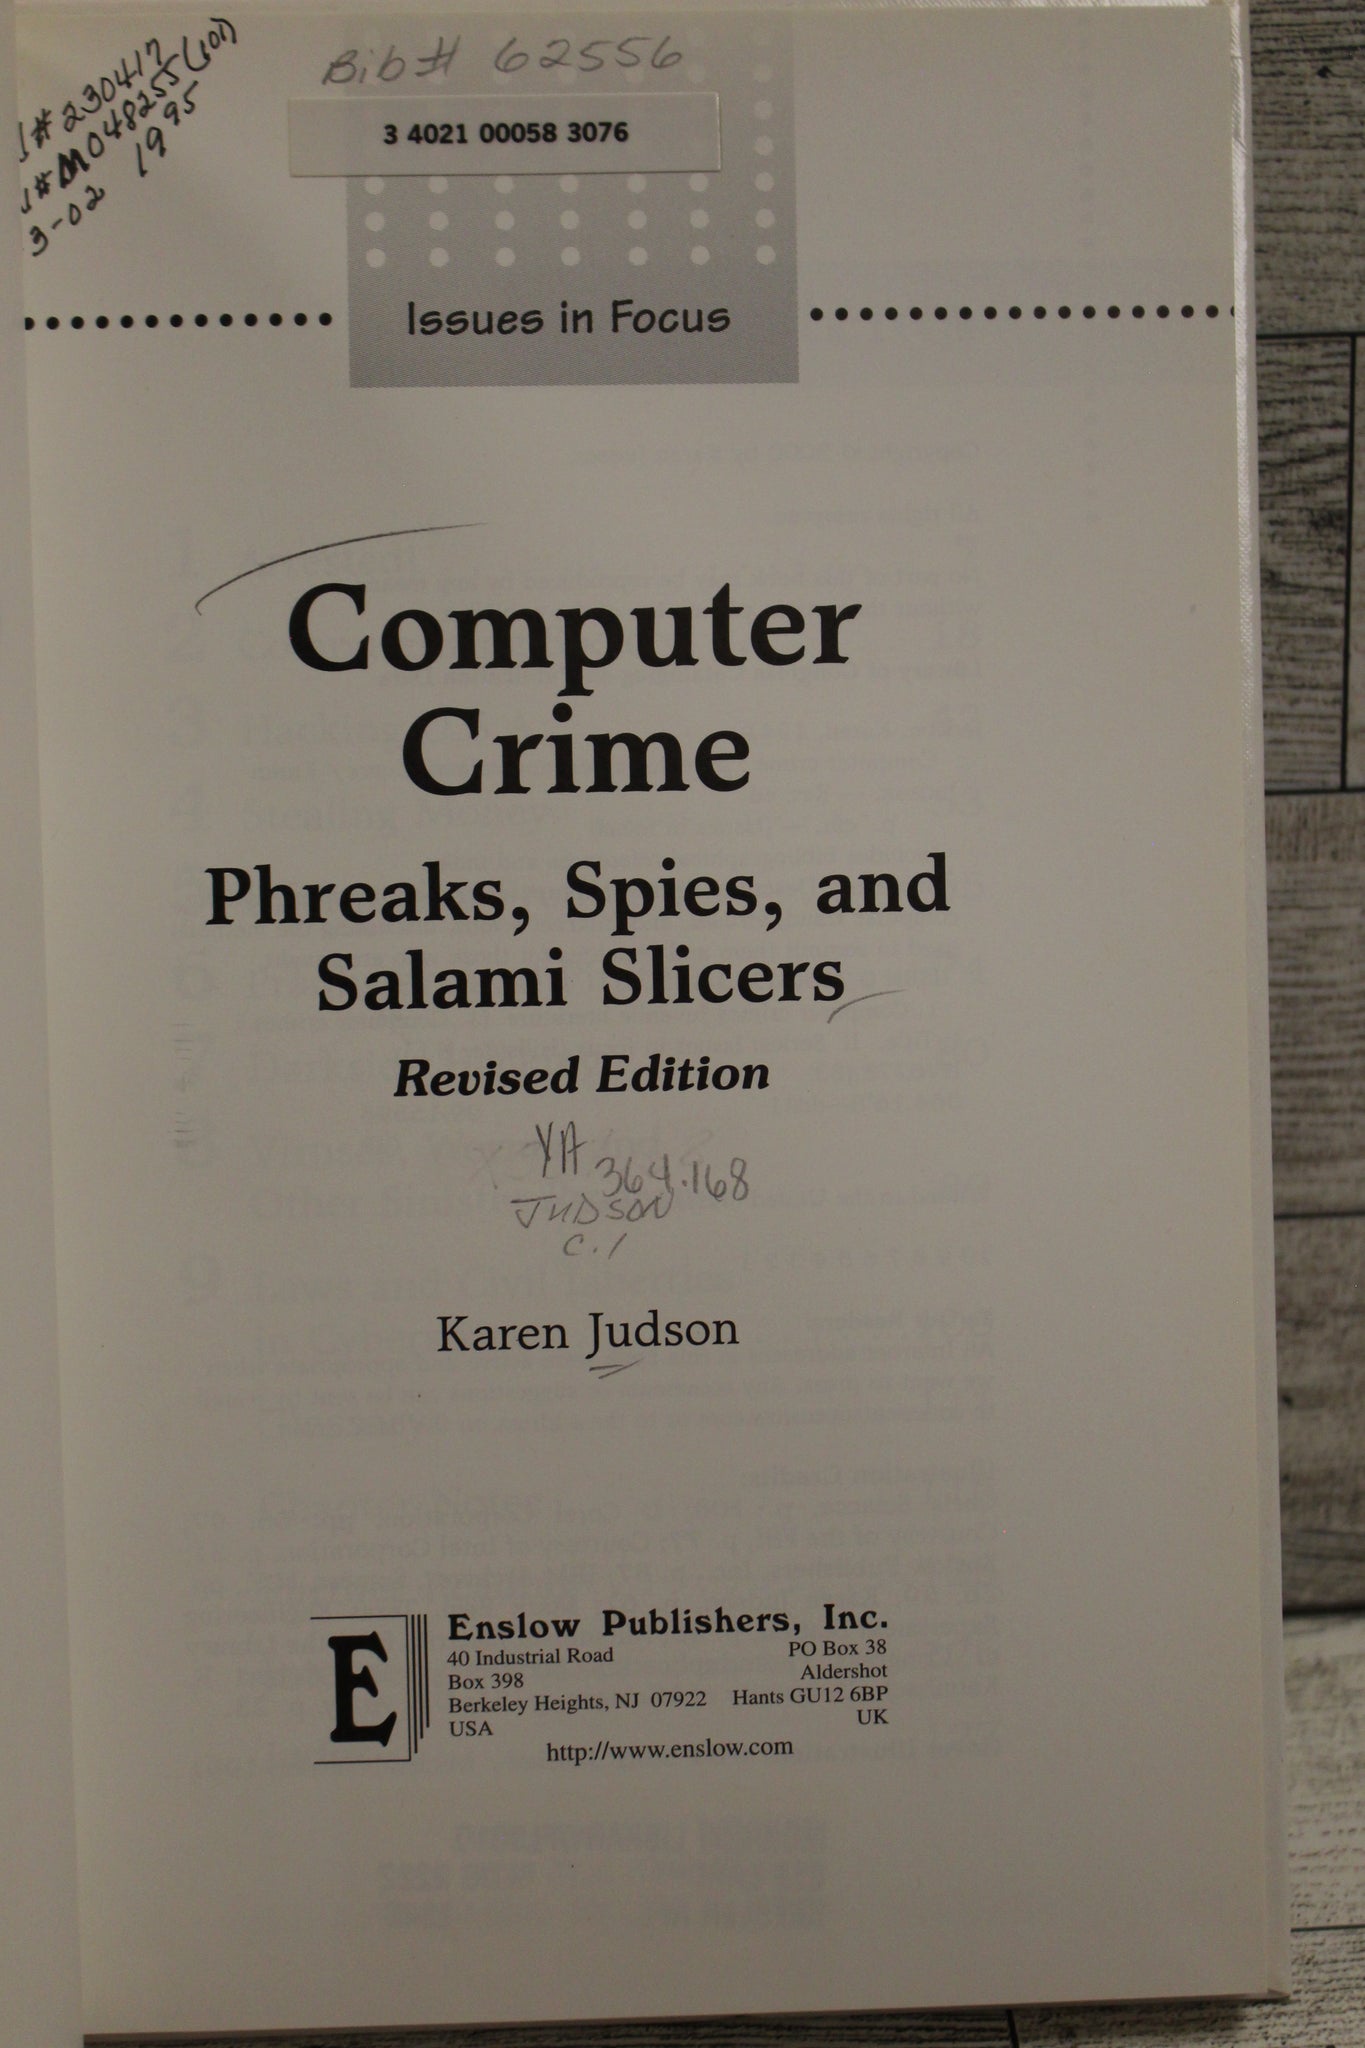 I# 230417
I# M048255 (101)
3-02 1995
Bib# 62556
3 4021 00058 3076
Issues in Focus
Computer
Crime
Phreaks, Spies, and
Salami Slicers
Revised Edition
YA 364.168
JUDSON
c.1
Karen Judson
E
Enslow Publishers, Inc.
40 Industrial Road PO Box 38
Box 398 Aldershot
Berkeley Heights, NJ 07922 Hants GU12 6BP
USA UK
http://www.enslow.com